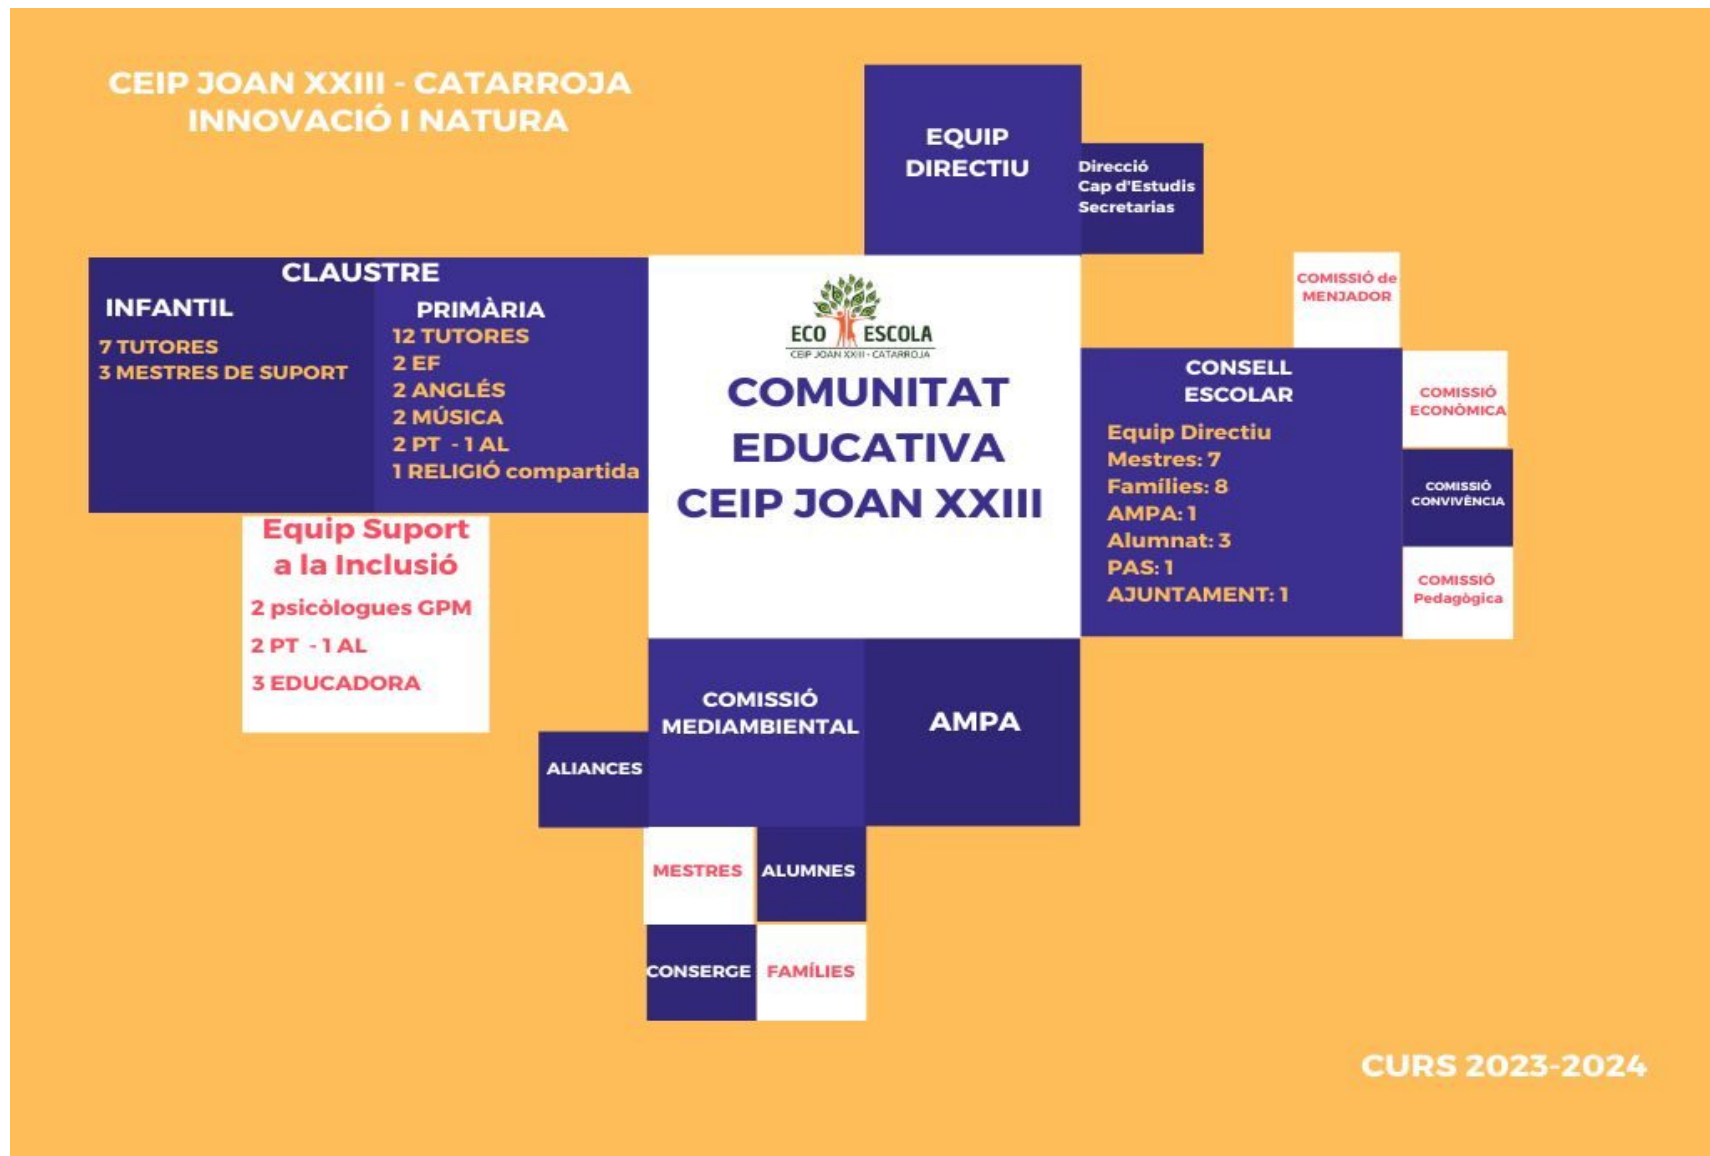 CEIP JOAN XXIII - CATARROJA
INNOVACIÓ I NATURA
EQUIP
DIRECTIU
Direcció
Cap d'Estudis
Secretarias
CLAUSTRE
INFANTIL
7 TUTORES
3 MESTRES DE SUPORT
PRIMÀRIA
12 TUTORES
2 EF
2 ANGLÉS
2 MÚSICA
2 PT - 1 AL
1 RELIGIÓ compartida
Equip Suport
a la Inclusió
2 psicòlogues GPM
2 PT - 1 AL
3 EDUCADORA
ECO ESCOLA
CEIP JOAN XXIII - CATARROJA
COMUNITAT
EDUCATIVA
CEIP JOAN XXIII
COMISSIÓ de
MENJADOR
CONSELL
ESCOLAR
Equip Directiu
Mestres: 7
Famílies: 8
AMPA: 1
Alumnat: 3
PAS: 1
AJUNTAMENT: 1
COMISSIÓ
ECONÒMICA
COMISSIÓ
CONVIVÈNCIA
COMISSIÓ
Pedagògica
COMISSIÓ
MEDIAMBIENTAL
AMPA
ALIANCES
MESTRES
ALUMNES
CONSERGE
FAMÍLIES
CURS 2023-2024